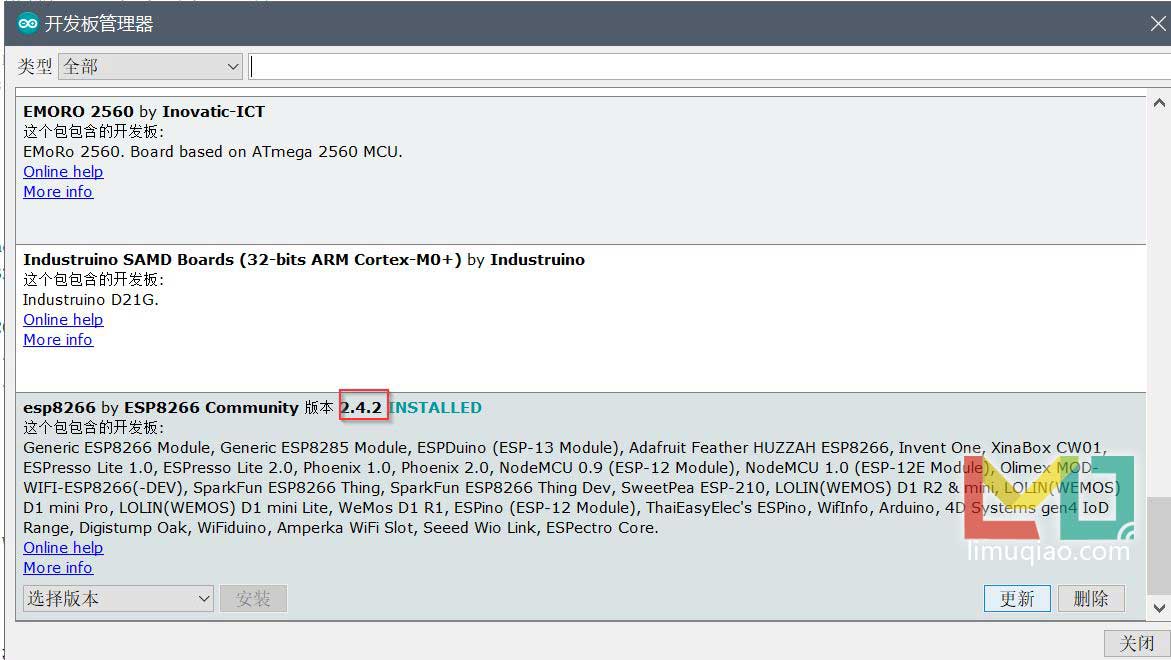 开发板管理器
类型 全部
EMORO 2560 by Inovatic-ICT
这个包包含的开发板:
EMoRo 2560. Board based on ATmega 2560 MCU.
Online help
More info
Industruino SAMD Boards (32-bits ARM Cortex-M0+) by Industruino
这个包包含的开发板:
Industruino D21G.
Online help
More info
esp8266 by ESP8266 Community 版本 2.4.2 INSTALLED
这个包包含的开发板:
Generic ESP8266 Module, Generic ESP8285 Module, ESPDuino (ESP-13 Module), Adafruit Feather HUZZAH ESP8266, Invent One, XinaBox CW01,
ESPresso Lite 1.0, ESPresso Lite 2.0, Phoenix 1.0, Phoenix 2.0, NodeMCU 0.9 (ESP-12 Module), NodeMCU 1.0 (ESP-12E Module), Olimex MOD-
WIFI-ESP8266(-DEV), SparkFun ESP8266 Thing, SparkFun ESP8266 Thing Dev, SweetPea ESP-210, LOLIN(WEMOS) D1 R2 & mini, LOLIN(WEMOS)
D1 mini Pro, LOLIN(WEMOS) D1 mini Lite, WeMos D1 R1, ESPino (ESP-12 Module), ThaiEasyElec's ESPino, WifInfo, Arduino, 4D Systems gen4 IoD
Range, Digistump Oak, WiFiduino, Amperka WiFi Slot, Seeed Wio Link, ESPectro Core.
limuqiao.com
Online help
More info
选择版本 安装 更新 删除
关闭